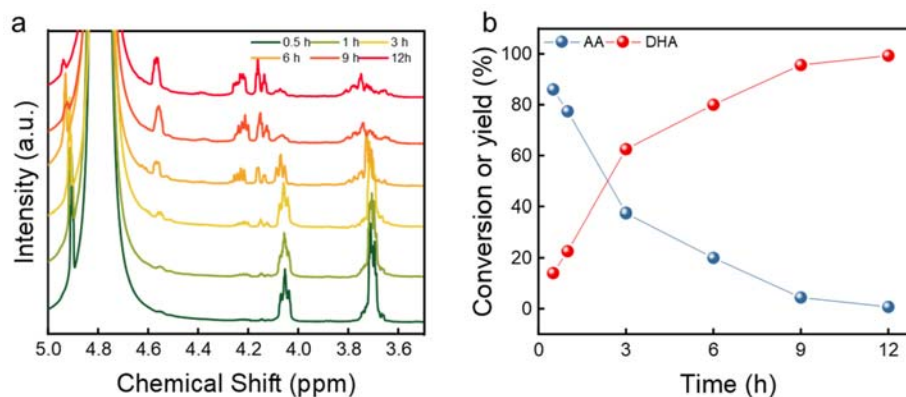 a
0.5 h 1 h 3 h
6 h 9 h 12h
Intensity (a.u.)
5.0 4.8 4.6 4.4 4.2 4.0 3.8 3.6
Chemical Shift (ppm)
b
AA DHA
Conversion or yield (%)
100
80
60
40
20
0
0 3 6 9 12
Time (h)